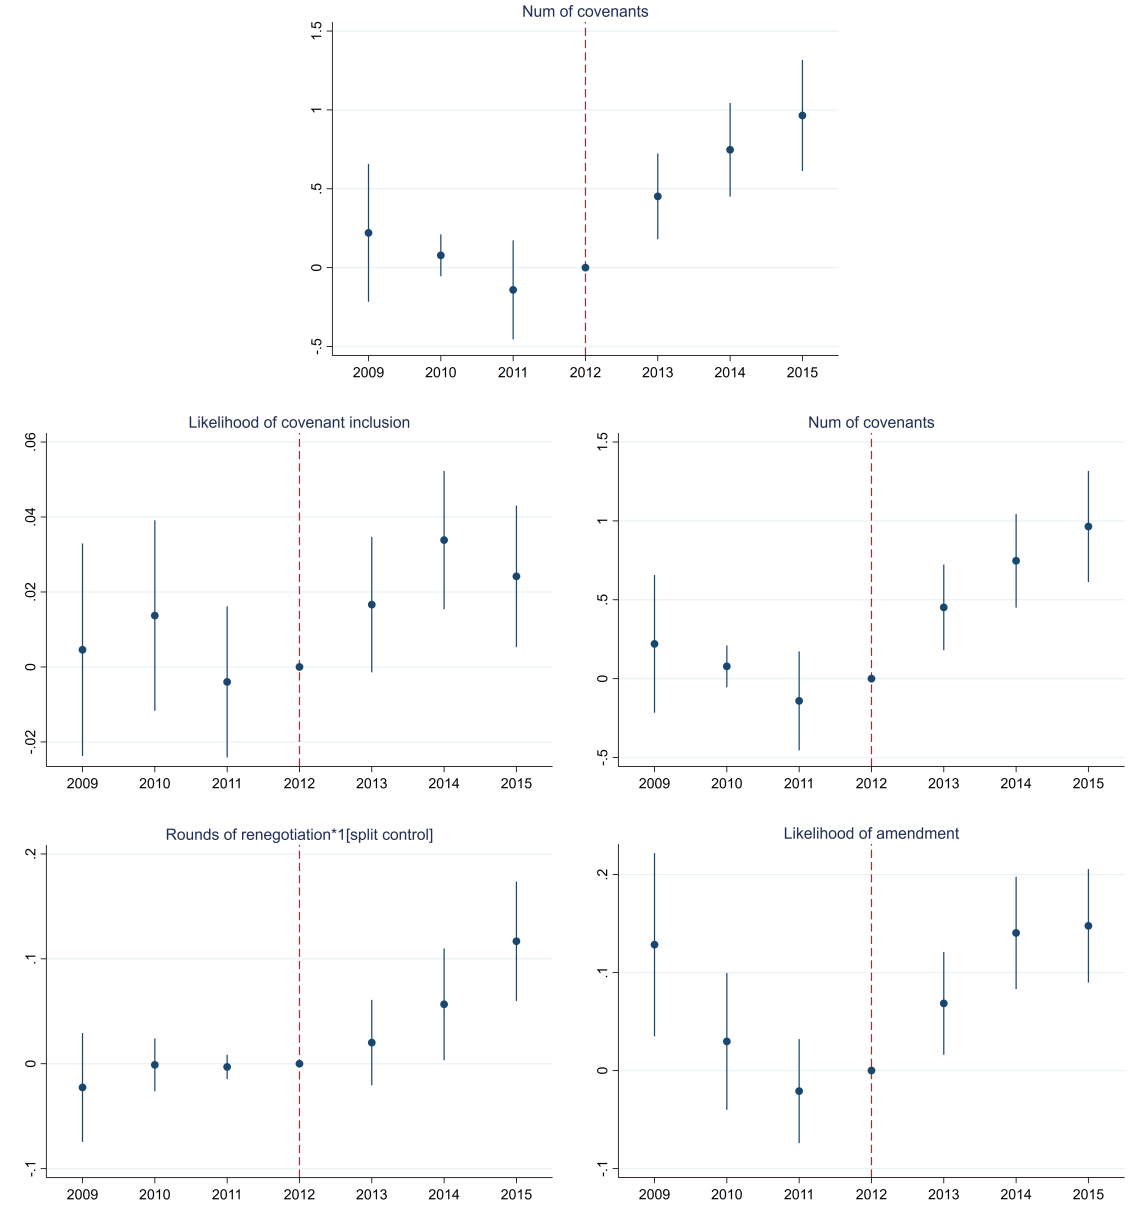 Num of covenants
1.5
1
.5
0
-.5
2009 2010 2011 2012 2013 2014 2015
Likelihood of covenant inclusion
.06
.04
.02
0
-.02
2009 2010 2011 2012 2013 2014 2015
Num of covenants
1.5
1
.5
0
-.5
2009 2010 2011 2012 2013 2014 2015
Rounds of renegotiation*1[split control]
.2
.1
0
-.1
2009 2010 2011 2012 2013 2014 2015
Likelihood of amendment
.2
.1
0
-.1
2009 2010 2011 2012 2013 2014 2015